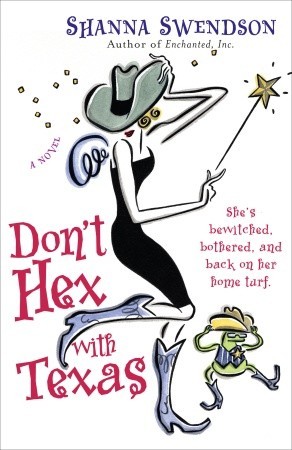 SHANNA SWENDSON
Author of Enchanted, Inc.
A NOVEL
She's
bewitched,
bothered, and
back on her
home turf.
Don't
Hex
with
Texas